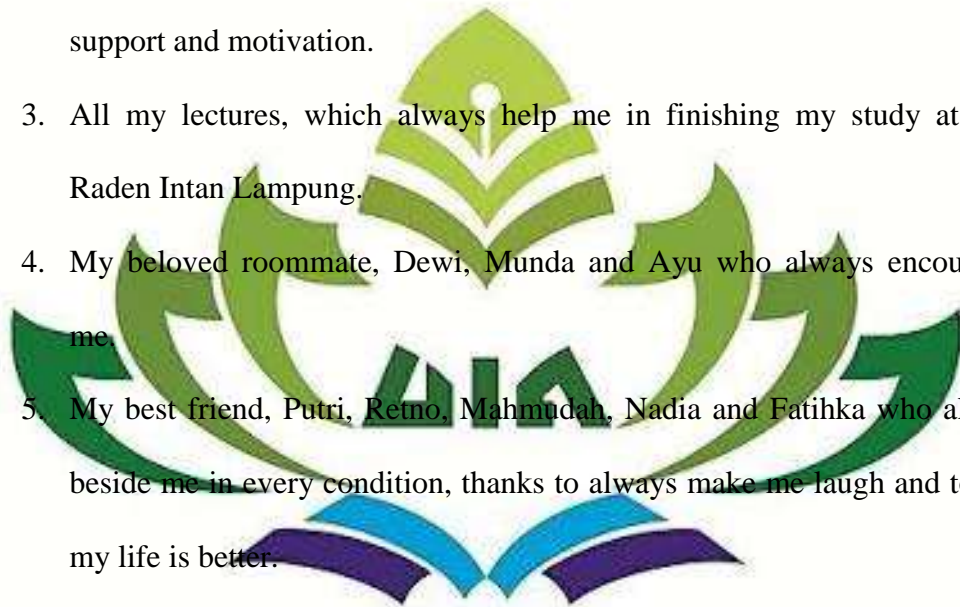 support and motivation.
3. All my lectures, which always help me in finishing my study at
Raden Intan Lampung.
4. My beloved roommate, Dewi, Munda and Ayu who always encou
me.
5. My best friend, Putri, Retno, Mahmudah, Nadia and Fatihka who a
beside me in every condition, thanks to always make me laugh and t
my life is better.